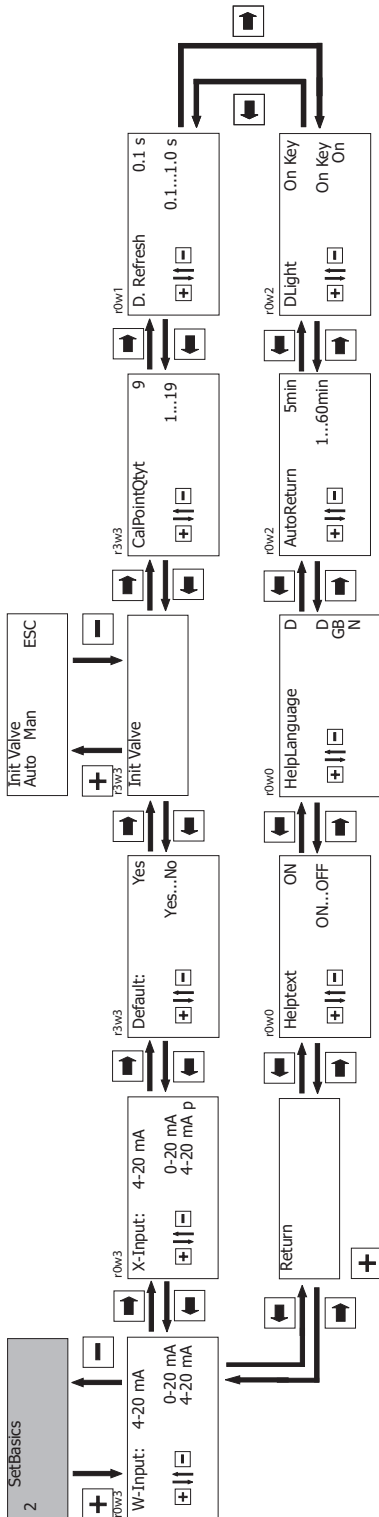 SetBasics
2
+
−
r0w3
W-Input: 4-20 mA
0-20 mA
4-20 mA
+ −
r0w3
X-Input: 4-20 mA
0-20 mA
4-20 mA p
+ −
r3w3
Default: Yes
Yes...No
+ −
Init Valve
Auto Man ESC
+
−
r3w3
Init Valve
r3w3
CalPointQtyt 9
1...19
+ −
r0w1
D. Refresh 0.1 s
0.1...1.0 s
+ −
Return
+
r0w0
Helptext ON
ON...OFF
+ −
r0w0
HelpLanguage D
D
GB
N
+ −
r0w2
AutoReturn 5min
1...60min
+ −
r0w2
DLight On Key
On Key
On
+ −